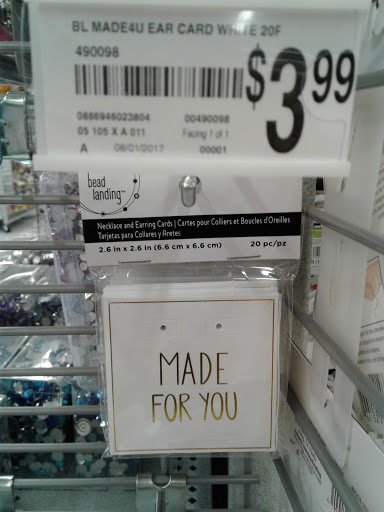 BL MADE4U EAR CARD WHITE 20F
490098
$3.99
0886946023804 00490098
05 105 X A 011 Facing 1 of 1
A 08/01/2017 00001
bead
landing™
Necklace and Earring Cards | Cartes pour Colliers et Boucles d'Oreilles
Tarjetas para Collares y Aretes
2.6 in x 2.6 in (6.6 cm x 6.6 cm) 20 pc/pz
MADE
FOR YOU